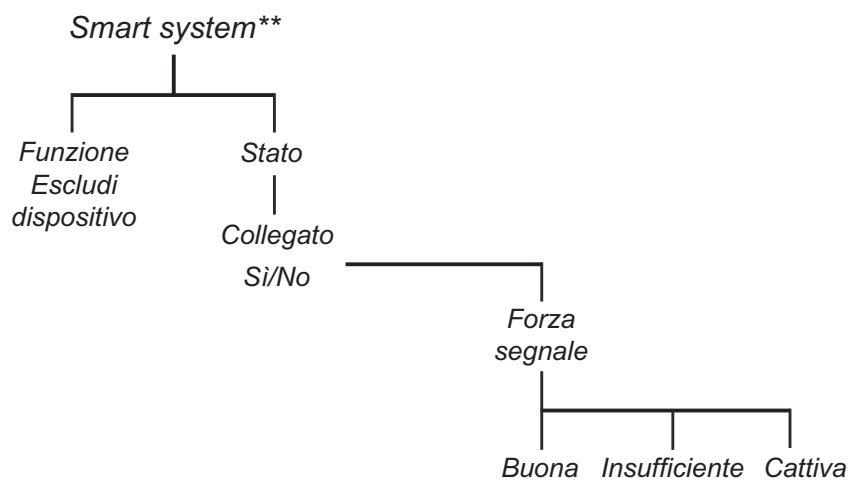 Smart system**
Funzione
Escludi
dispositivo
Stato
Collegato
Sì/No
Forza
segnale
Buona
Insufficiente
Cattiva